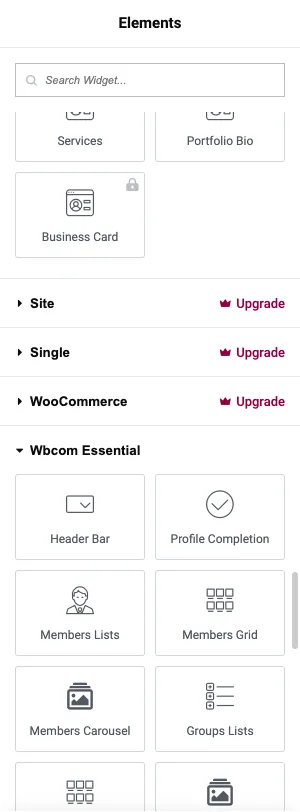 Elements
Search Widget...
Services
Portfolio Bio
Business Card
Site
Upgrade
Single
Upgrade
WooCommerce
Upgrade
Wbcom Essential
Header Bar
Profile Completion
Members Lists
Members Grid
Members Carousel
Groups Lists